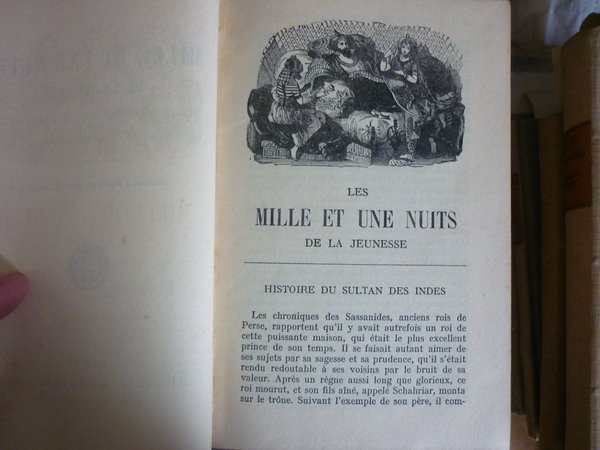 LES
MILLE ET UNE NUITS
DE LA JEUNESSE
HISTOIRE DU SULTAN DES INDES
Les chroniques des Sassanides, anciens rois de
Perse, rapportent qu'il y avait autrefois un roi de
cette puissante maison, qui était le plus excellent
prince de son temps. Il se faisait autant aimer de
ses sujets par sa sagesse et sa prudence, qu'il s'était
rendu redoutable à ses voisins par le bruit de sa
valeur. Après un règne aussi long que glorieux, ce
roi mourut, et son fils aîné, appelé Schahriar, monta
sur le trône. Suivant l'exemple de son père, il com-